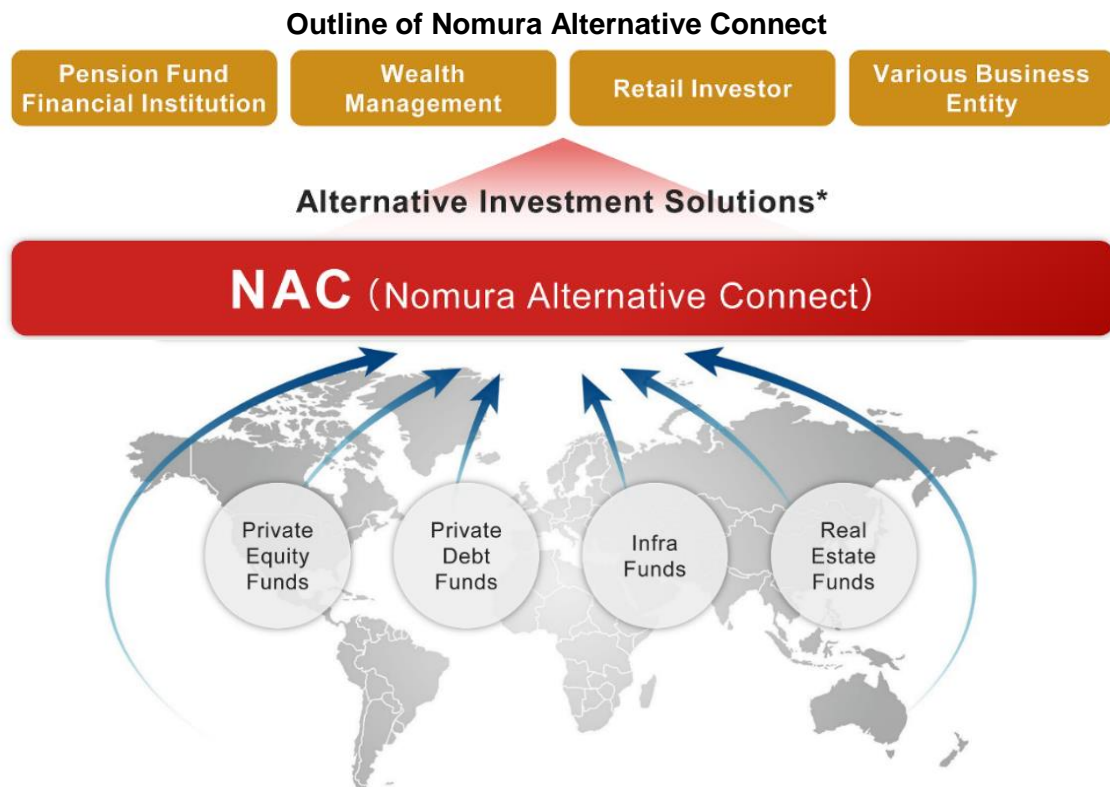 Outline of Nomura Alternative Connect
Pension Fund
Financial Institution
Wealth
Management
Retail Investor
Various Business
Entity
Alternative Investment Solutions*
NAC（Nomura Alternative Connect）
Private
Equity
Funds
Private
Debt
Funds
Infra
Funds
Real
Estate
Funds